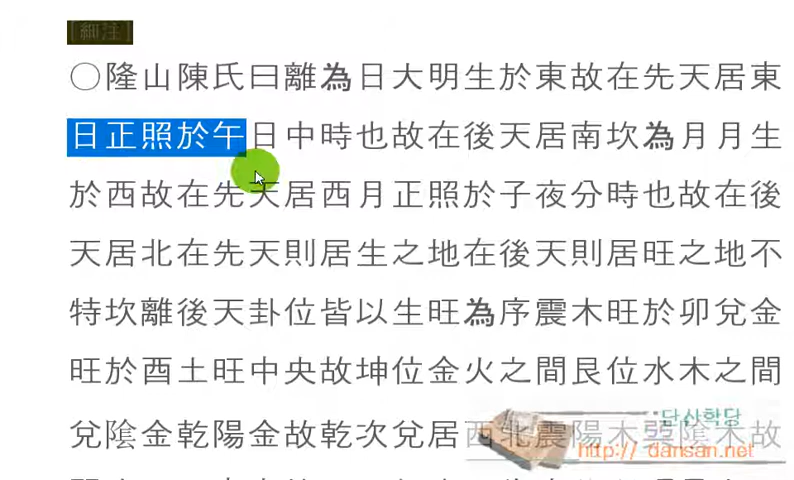 [細注]
〇隆山陳氏曰離為日大明生於東故在先天居東
日正照於午日中時也故在後天居南坎為月月生
於西故在先天居西月正照於子夜分時也故在後
天居北在先天則居生之地在後天則居旺之地不
特坎離後天卦位皆以生旺為序震木旺於卯兌金
旺於酉土旺中央故坤位金火之間艮位水木之間
兌陰金乾陽金故乾次兌居西北震陽木巽陰木故
단산학당
http://dansan.net